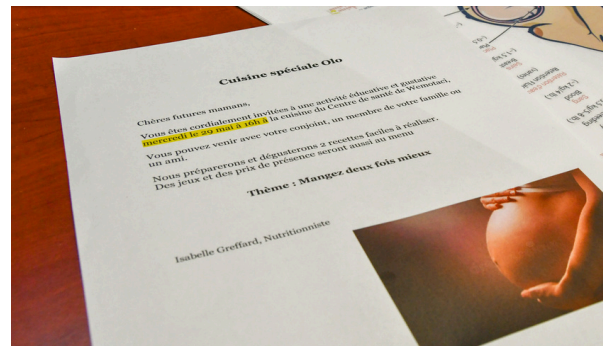 Cuisine spéciale Olo
Chères futures mamans,
Vous êtes cordialement invitées à une activité éducative et gustative
mercredi le 29 mai à 16h à la cuisine du Centre de santé de Wemotaci,
Vous pouvez venir avec votre conjoint, un membre de votre famille ou
un ami.
Nous préparerons et dégusterons 2 recettes faciles à réaliser.
Des jeux et des prix de présence seront aussi au menu
Thème : Mangez deux fois mieux
Isabelle Greffard, Nutritionniste
Breast
Blood